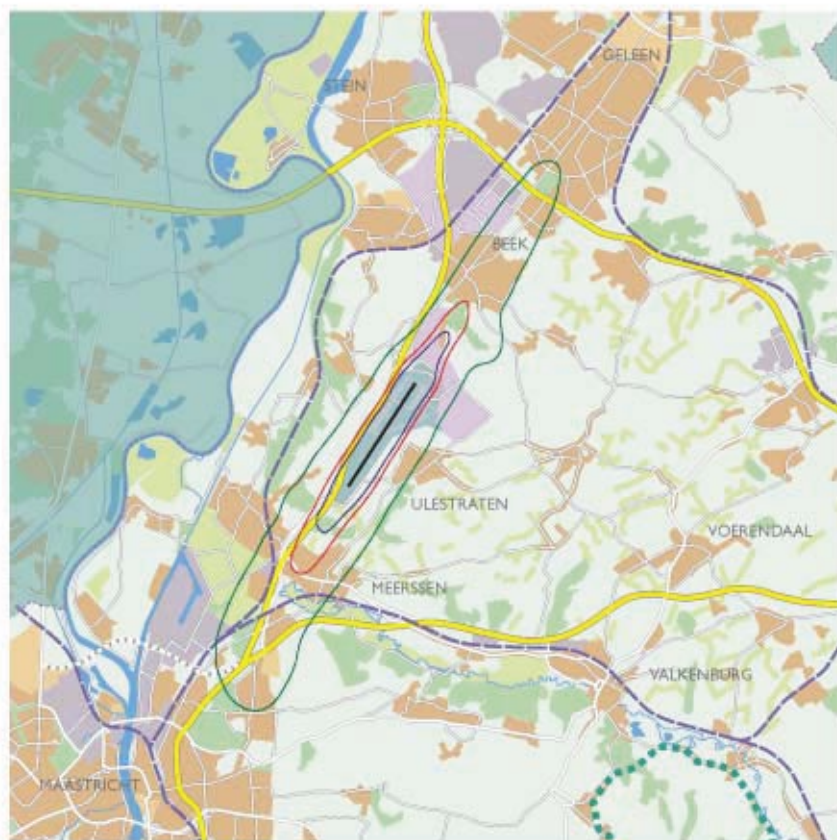 GELEEN
STEIN
BEEK
ULESTRATEN
VOERENDAAL
MEERSSEN
VALKENBURG
MAASTRICHT